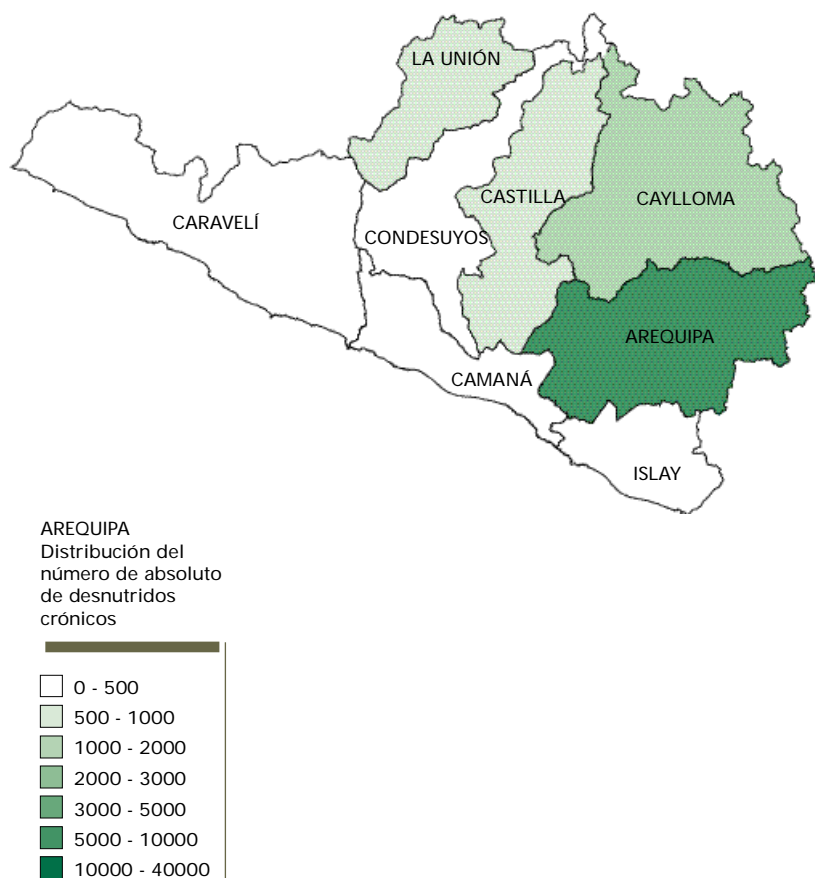 LA UNIÓN
CASTILLA
CAYLLOMA
CARAVELÍ
CONDESUYOS
AREQUIPA
CAMANÁ
ISLAY
AREQUIPA
Distribución del
número de absoluto
de desnutridos
crónicos
0 - 500
500 - 1000
1000 - 2000
2000 - 3000
3000 - 5000
5000 - 10000
10000 - 40000